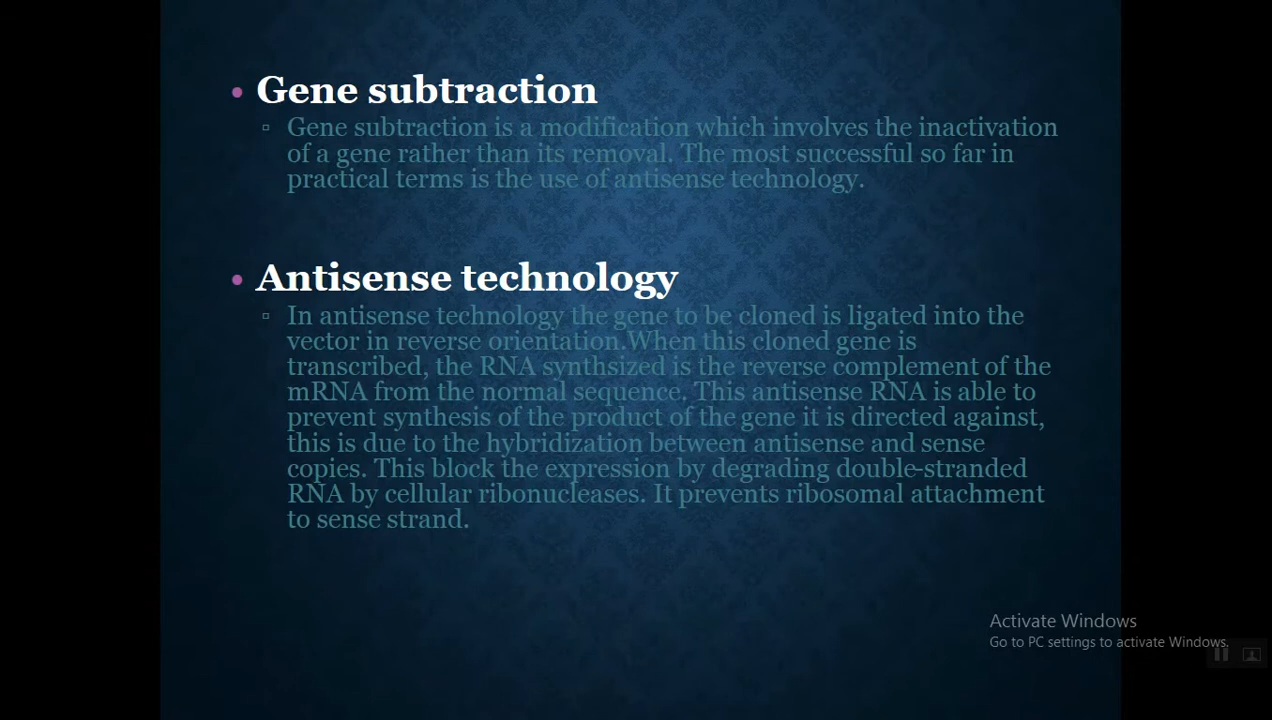 Gene subtraction
Gene subtraction is a modification which involves the inactivation
of a gene rather than its removal. The most successful so far in
practical terms is the use of antisense technology.
Antisense technology
In antisense technology the gene to be cloned is ligated into the
vector in reverse orientation.When this cloned gene is
transcribed, the RNA synthsized is the reverse complement of the
mRNA from the normal sequence. This antisense RNA is able to
prevent synthesis of the product of the gene it is directed against,
this is due to the hybridization between antisense and sense
copies. This block the expression by degrading double-stranded
RNA by cellular ribonucleases. It prevents ribosomal attachment
to sense strand.
Activate Windows
Go to PC settings to activate Windows.